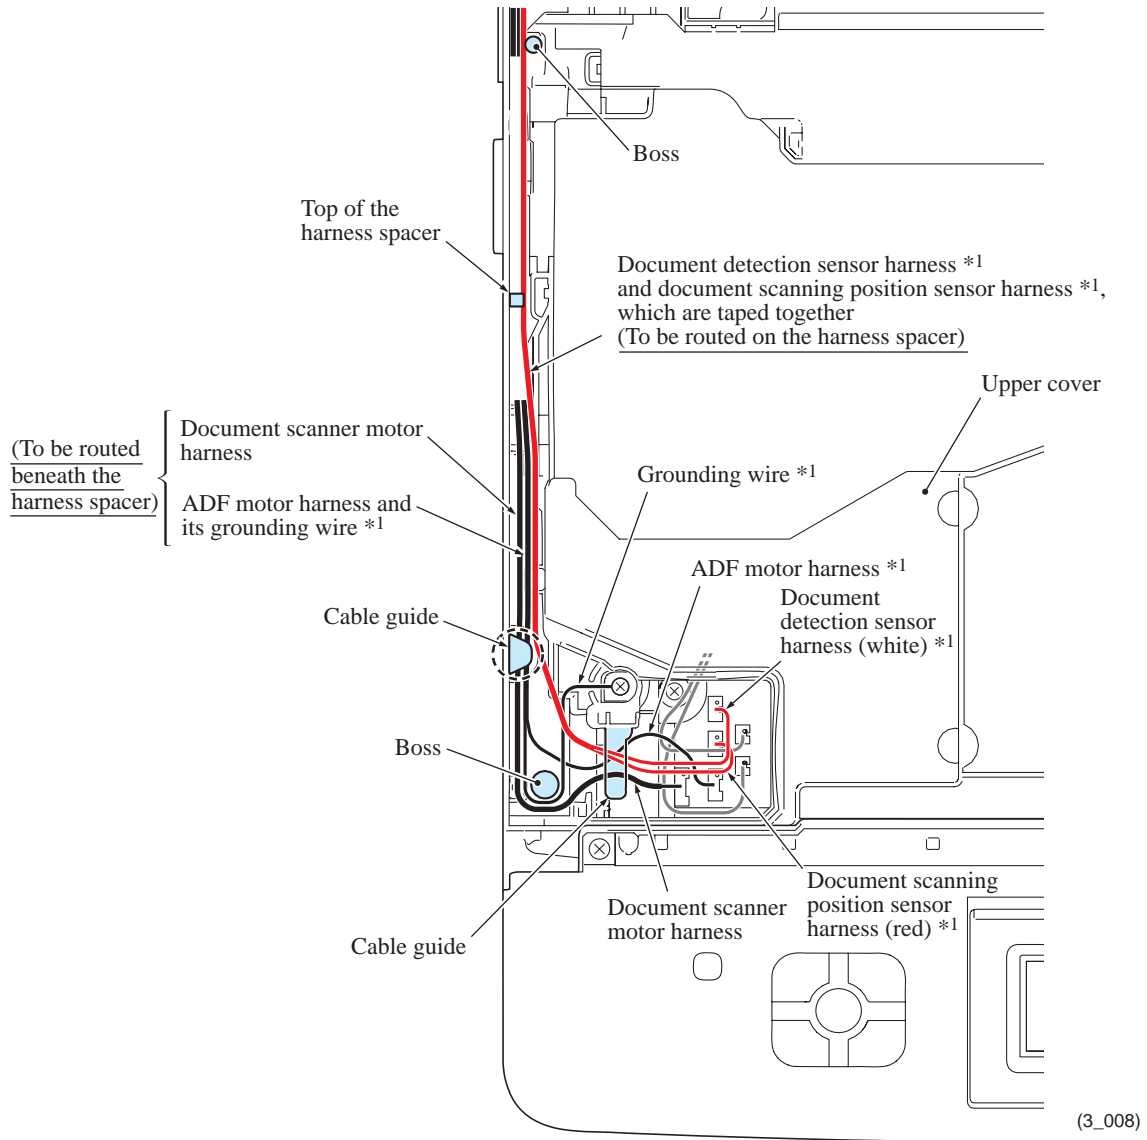 Boss
Top of the
harness spacer
Document detection sensor harness *1
and document scanning position sensor harness *1,
which are taped together
(To be routed on the harness spacer)
Upper cover
(To be routed
beneath the
harness spacer)
Document scanner motor
harness
ADF motor harness and
its grounding wire *1
Grounding wire *1
ADF motor harness *1
Document
detection sensor
harness (white) *1
Cable guide
Boss
Document scanning
position sensor
harness (red) *1
Document scanner
motor harness
Cable guide
(3_008)